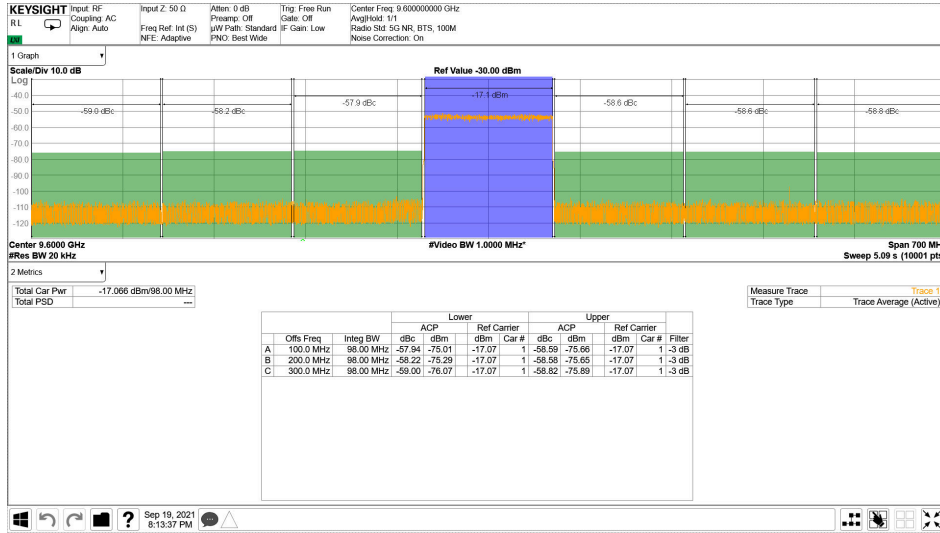 KEYSIGHT Input: RF Input Z: 50 Ω Atten: 0 dB Trig: Free Run Center Freq: 9.600000000 GHz
RL Coupling: AC Preamp: Off Gate: Off Avg|Hold: 1/1
Align: Auto Freq Ref: Int (S) µW Path: Standard IF Gain: Low Radio Std: 5G NR, BTS, 100M
NFE: Adaptive PNO: Best Wide Noise Correction: On
1 Graph
Scale/Div 10.0 dB Ref Value -30.00 dBm
Log
-40.0
-50.0
-60.0
-70.0
-80.0
-90.0
-100
-110
-120
-59.0 dBc -58.2 dBc -57.9 dBc -17.1 dBm -58.6 dBc -58.6 dBc -58.8 dBc
Center 9.6000 GHz #Video BW 1.0000 MHz* Span 700 MH
#Res BW 20 kHz Sweep 5.09 s (10001 pts
2 Metrics
Total Car Pwr -17.066 dBm/98.00 MHz Measure Trace Trace 1
Total PSD --- Trace Type Trace Average (Active)
Lower Upper
ACP Ref Carrier ACP Ref Carrier
Offs Freq Integ BW dBc dBm dBm Car # dBc dBm dBm Car # Filter
A 100.0 MHz 98.00 MHz -57.94 -75.01 -17.07 1 -58.59 -75.66 -17.07 1 -3 dB
B 200.0 MHz 98.00 MHz -58.22 -75.29 -17.07 1 -58.58 -75.65 -17.07 1 -3 dB
C 300.0 MHz 98.00 MHz -59.00 -76.07 -17.07 1 -58.82 -75.89 -17.07 1 -3 dB
? Sep 19, 2021
8:13:37 PM